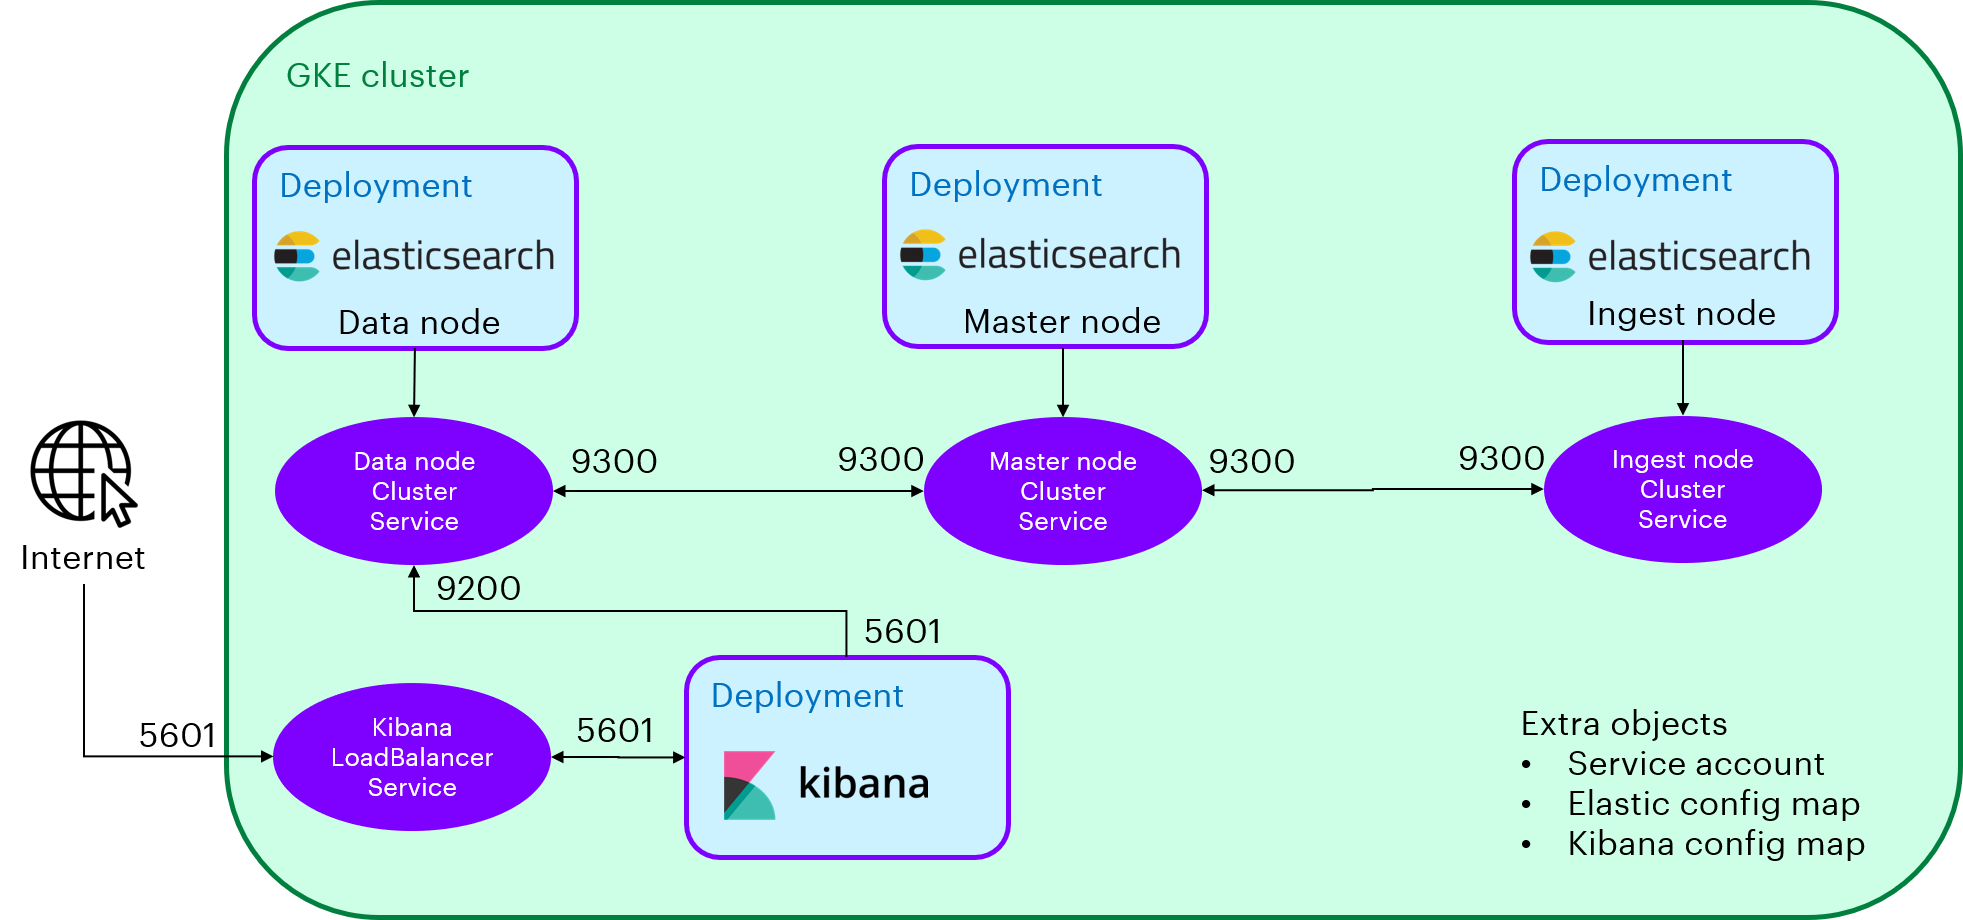 GKE cluster
Deployment
elasticsearch
Data node
Deployment
elasticsearch
Master node
Deployment
elasticsearch
Ingest node
Data node
Cluster
Service
9300
9300
Master node
Cluster
Service
9300
9300
Ingest node
Cluster
Service
Internet
9200
5601
5601
Kibana
LoadBalancer
Service
5601
Deployment
kibana
Extra objects
• Service account
• Elastic config map
• Kibana config map